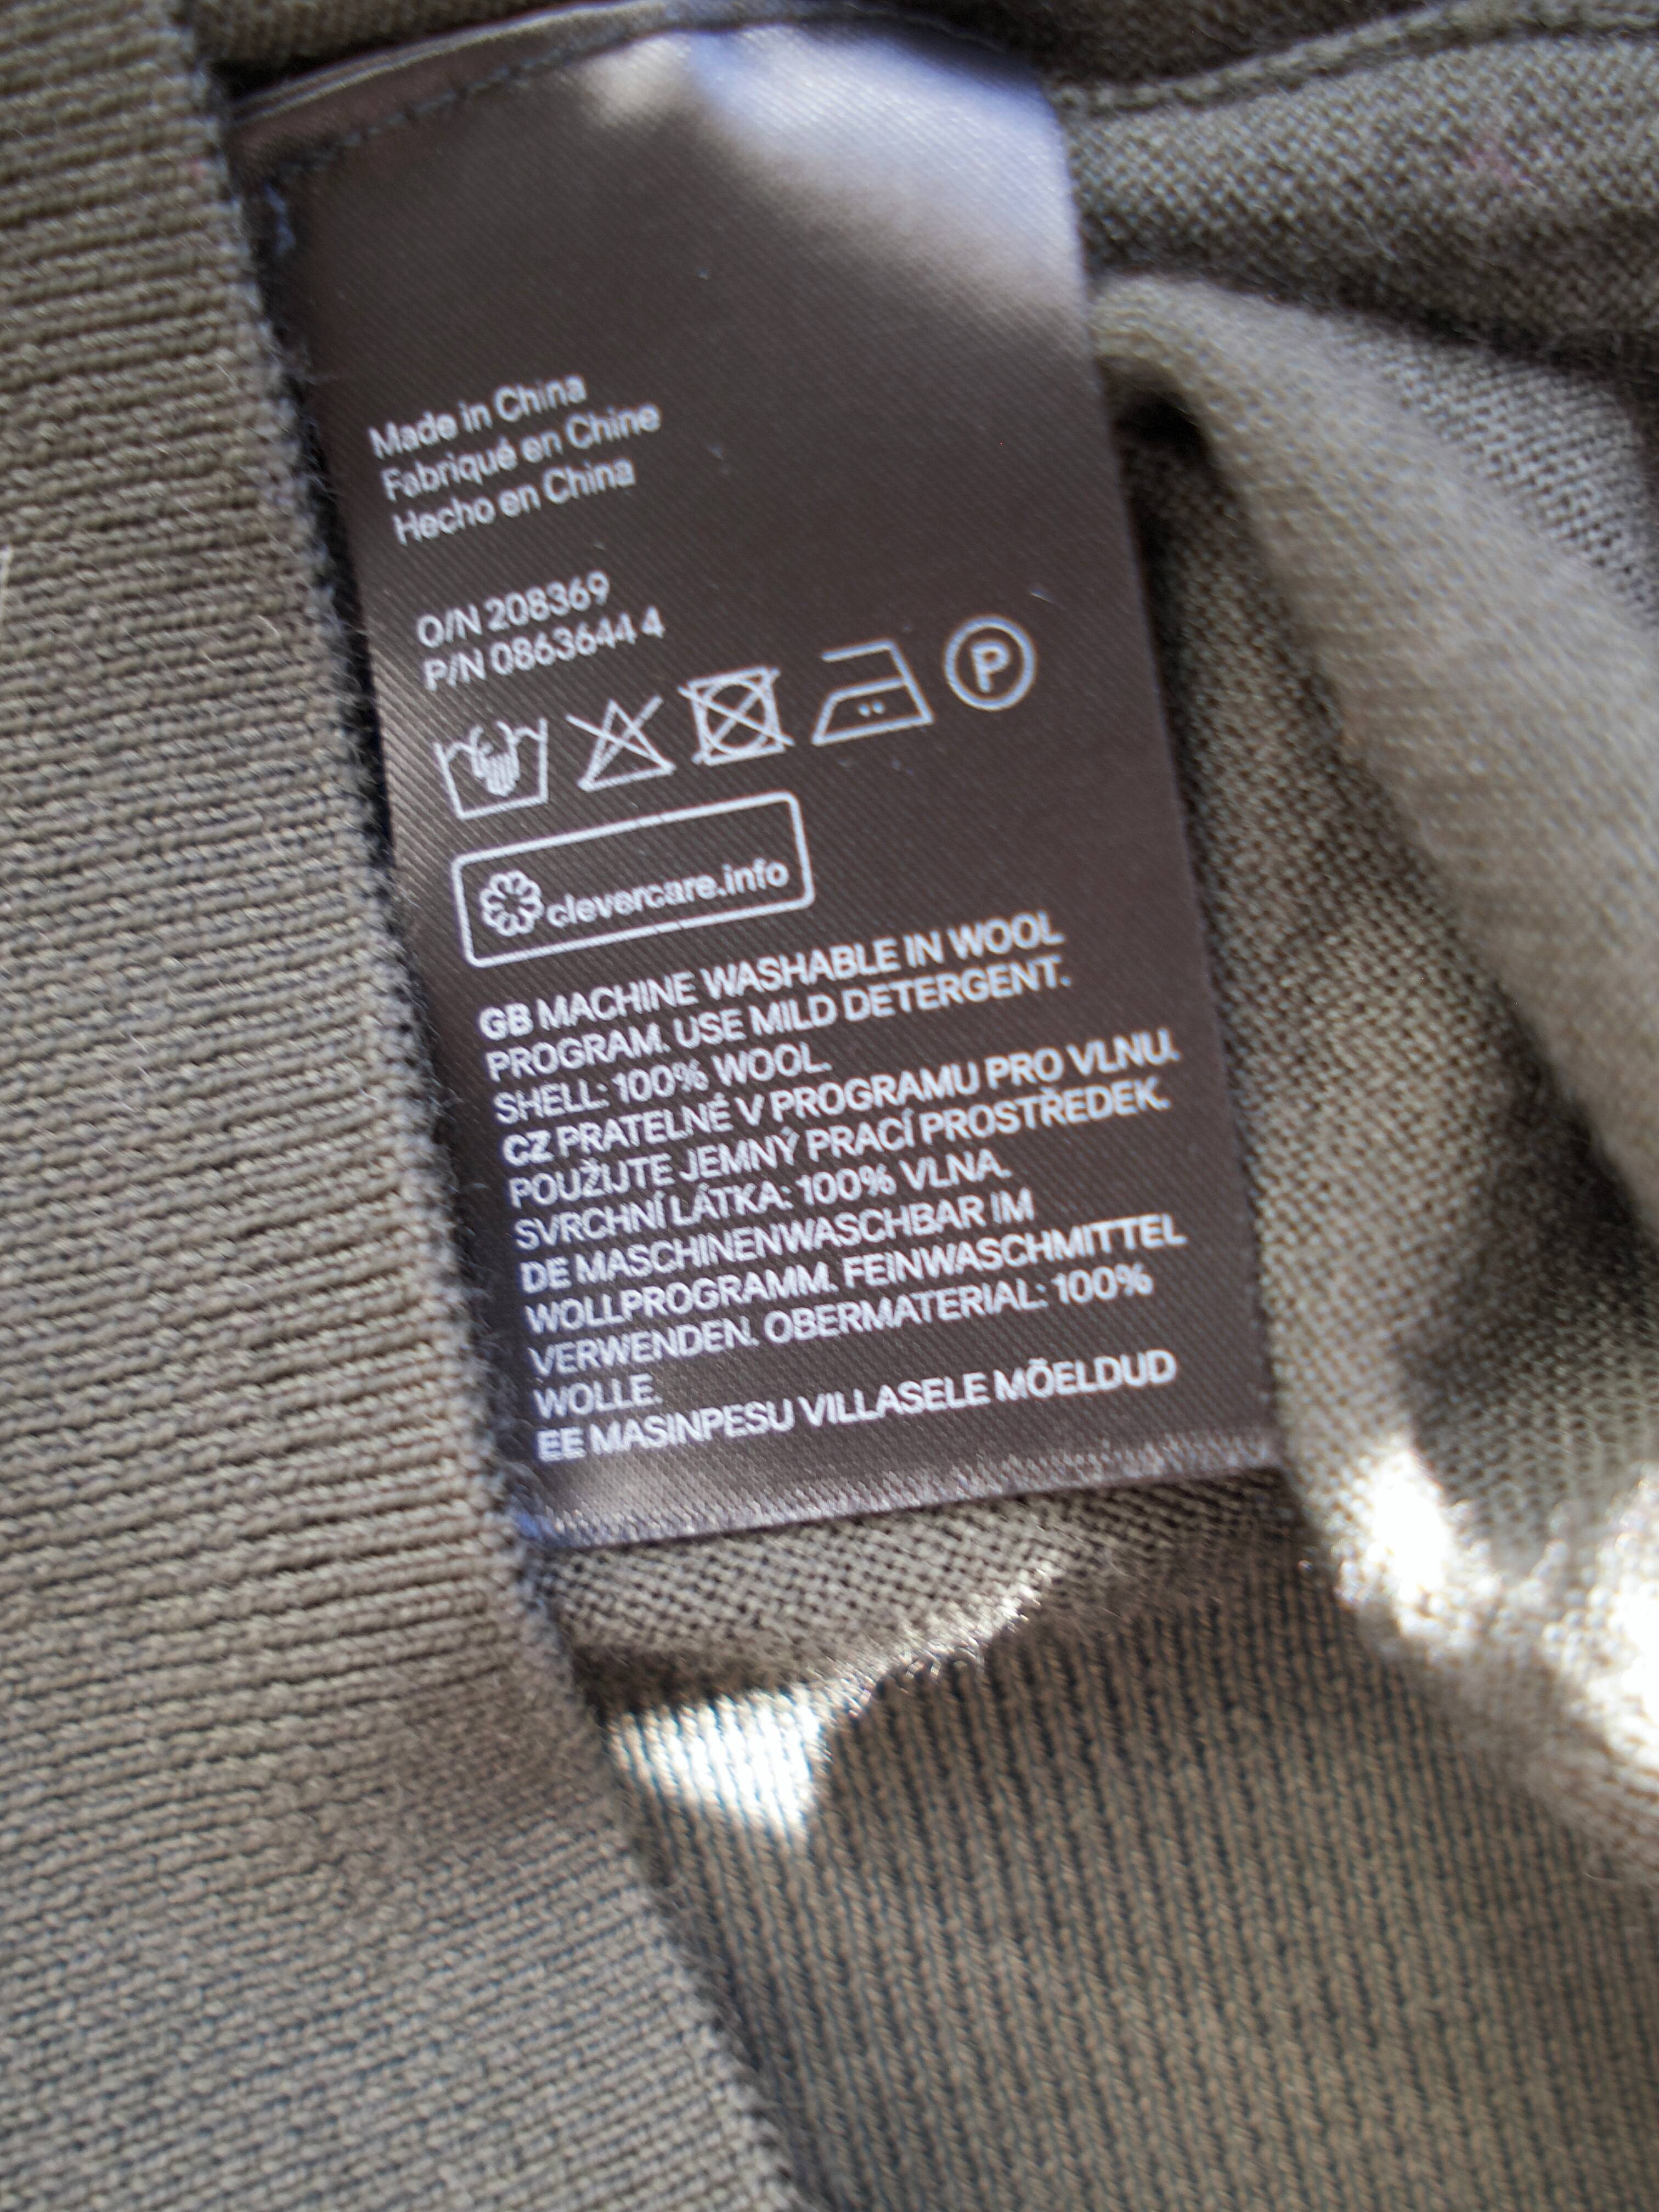 Made in China
Fabriqué en Chine
Hecho en China
O/N 208369
P/N 0863644 4
P
clevercare.info
GB MACHINE WASHABLE IN WOOL
PROGRAM. USE MILD DETERGENT.
SHELL: 100% WOOL.
CZ PRATELNÉ V PROGRAMU PRO VLNU.
POUŽIJTE JEMNÝ PRACÍ PROSTŘEDEK.
SVRCHNÍ LÁTKA: 100% VLNA.
DE MASCHINENWASCHBAR IM
WOLLPROGRAMM. FEINWASCHMITTEL
VERWENDEN. OBERMATERIAL: 100%
WOLLE.
EE MASINPESU VILLASELE MÕELDUD